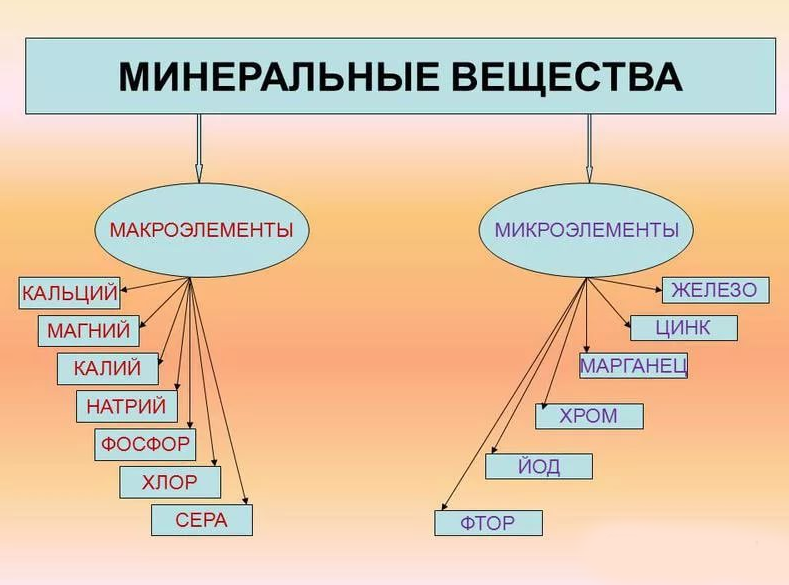 МИНЕРАЛЬНЫЕ ВЕЩЕСТВА
МАКРОЭЛЕМЕНТЫ
КАЛЬЦИЙ
МАГНИЙ
КАЛИЙ
НАТРИЙ
ФОСФОР
ХЛОР
СЕРА
МИКРОЭЛЕМЕНТЫ
ЖЕЛЕЗО
ЦИНК
МАРГАНЕЦ
ХРОМ
ЙОД
ФТОР